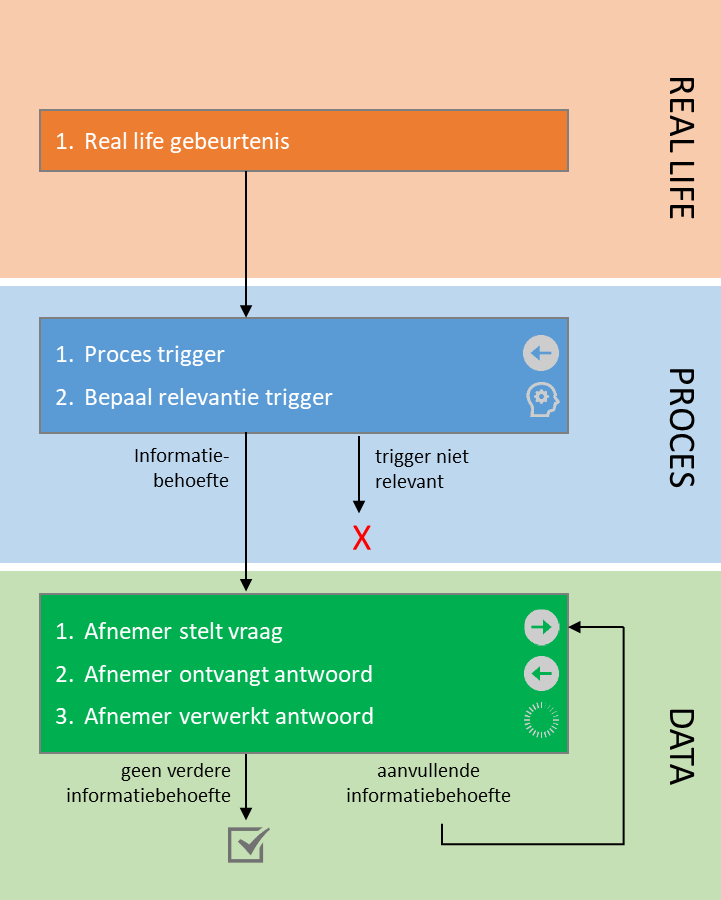 REAL LIFE
1. Real life gebeurtenis
PROCES
1. Proces trigger
2. Bepaal relevantie trigger
Informatie-
behoefte
trigger niet
relevant
X
DATA
1. Afnemer stelt vraag
2. Afnemer ontvangt antwoord
3. Afnemer verwerkt antwoord
geen verdere
informatiebehoefte
aanvullende
informatiebehoefte